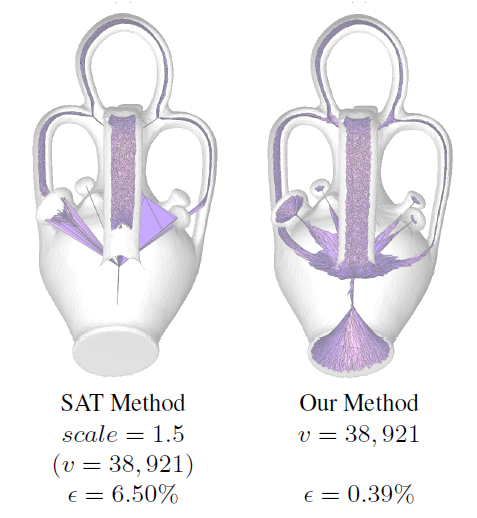 SAT Method
scale = 1.5
(v = 38, 921)
ϵ = 6.50%
Our Method
v = 38, 921
ϵ = 0.39%